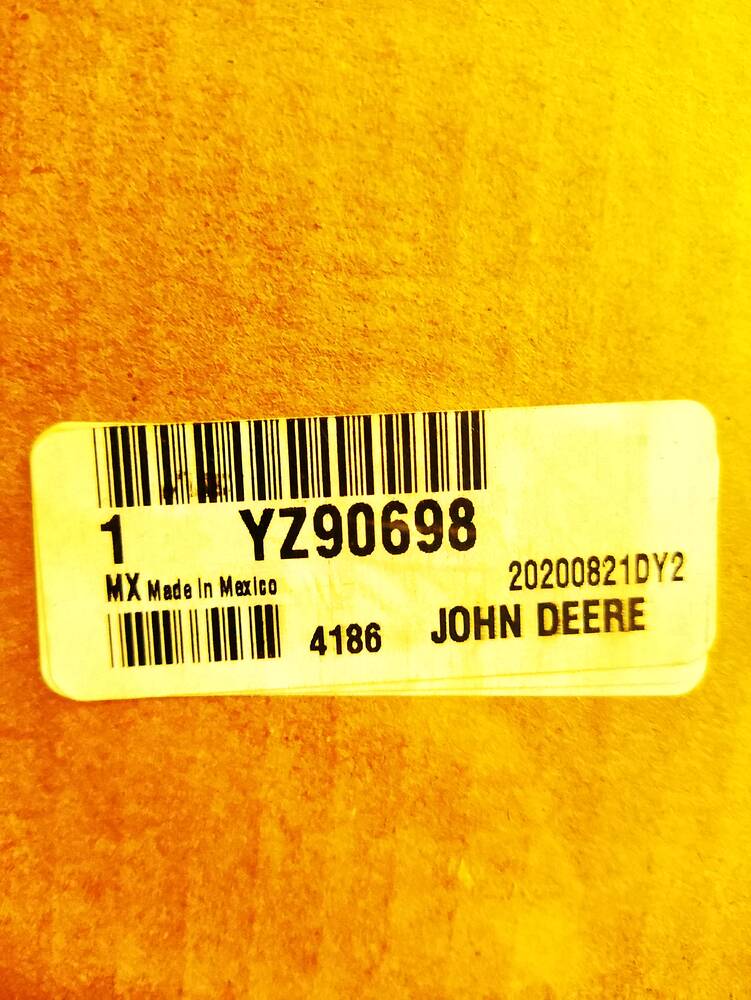 1 YZ90698
MX Made In Mexico
20200821DY2
4186 JOHN DEERE